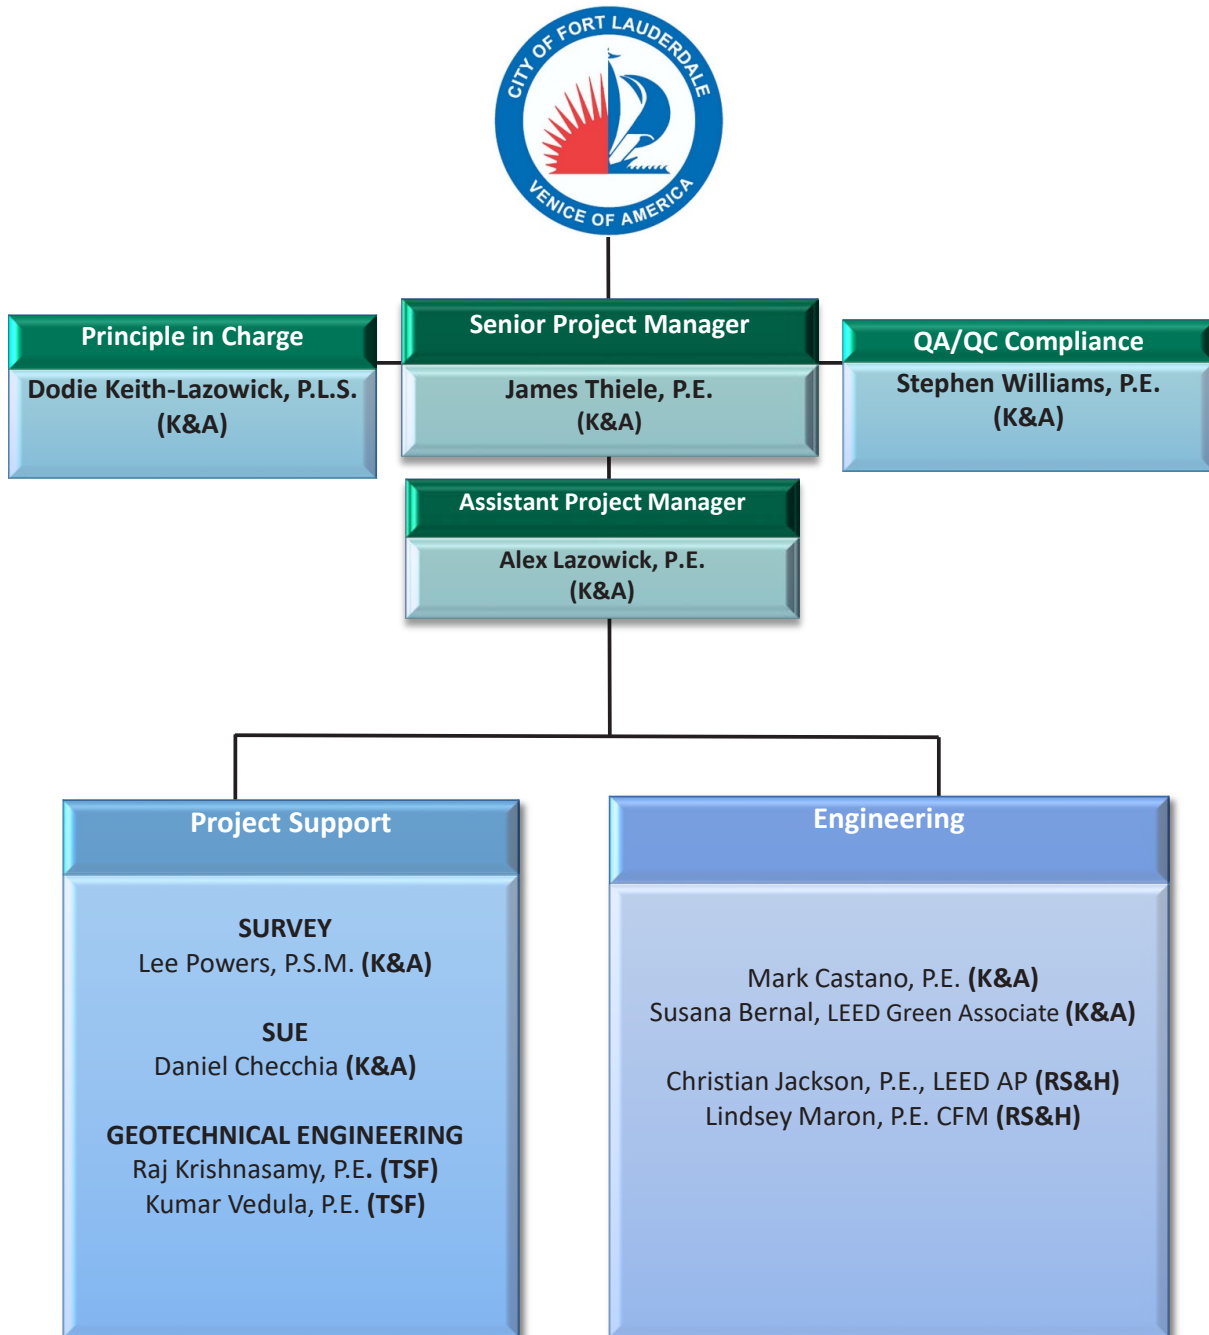 CITY OF FORT LAUDERDALE
VENICE OF AMERICA
Principle in Charge
Dodie Keith-Lazowick, P.L.S.
(K&A)
Senior Project Manager
James Thiele, P.E.
(K&A)
QA/QC Compliance
Stephen Williams, P.E.
(K&A)
Assistant Project Manager
Alex Lazowick, P.E.
(K&A)
Project Support
SURVEY
Lee Powers, P.S.M. (K&A)
SUE
Daniel Checchia (K&A)
GEOTECHNICAL ENGINEERING
Raj Krishnasamy, P.E. (TSF)
Kumar Vedula, P.E. (TSF)
Engineering
Mark Castano, P.E. (K&A)
Susana Bernal, LEED Green Associate (K&A)
Christian Jackson, P.E., LEED AP (RS&H)
Lindsey Maron, P.E. CFM (RS&H)